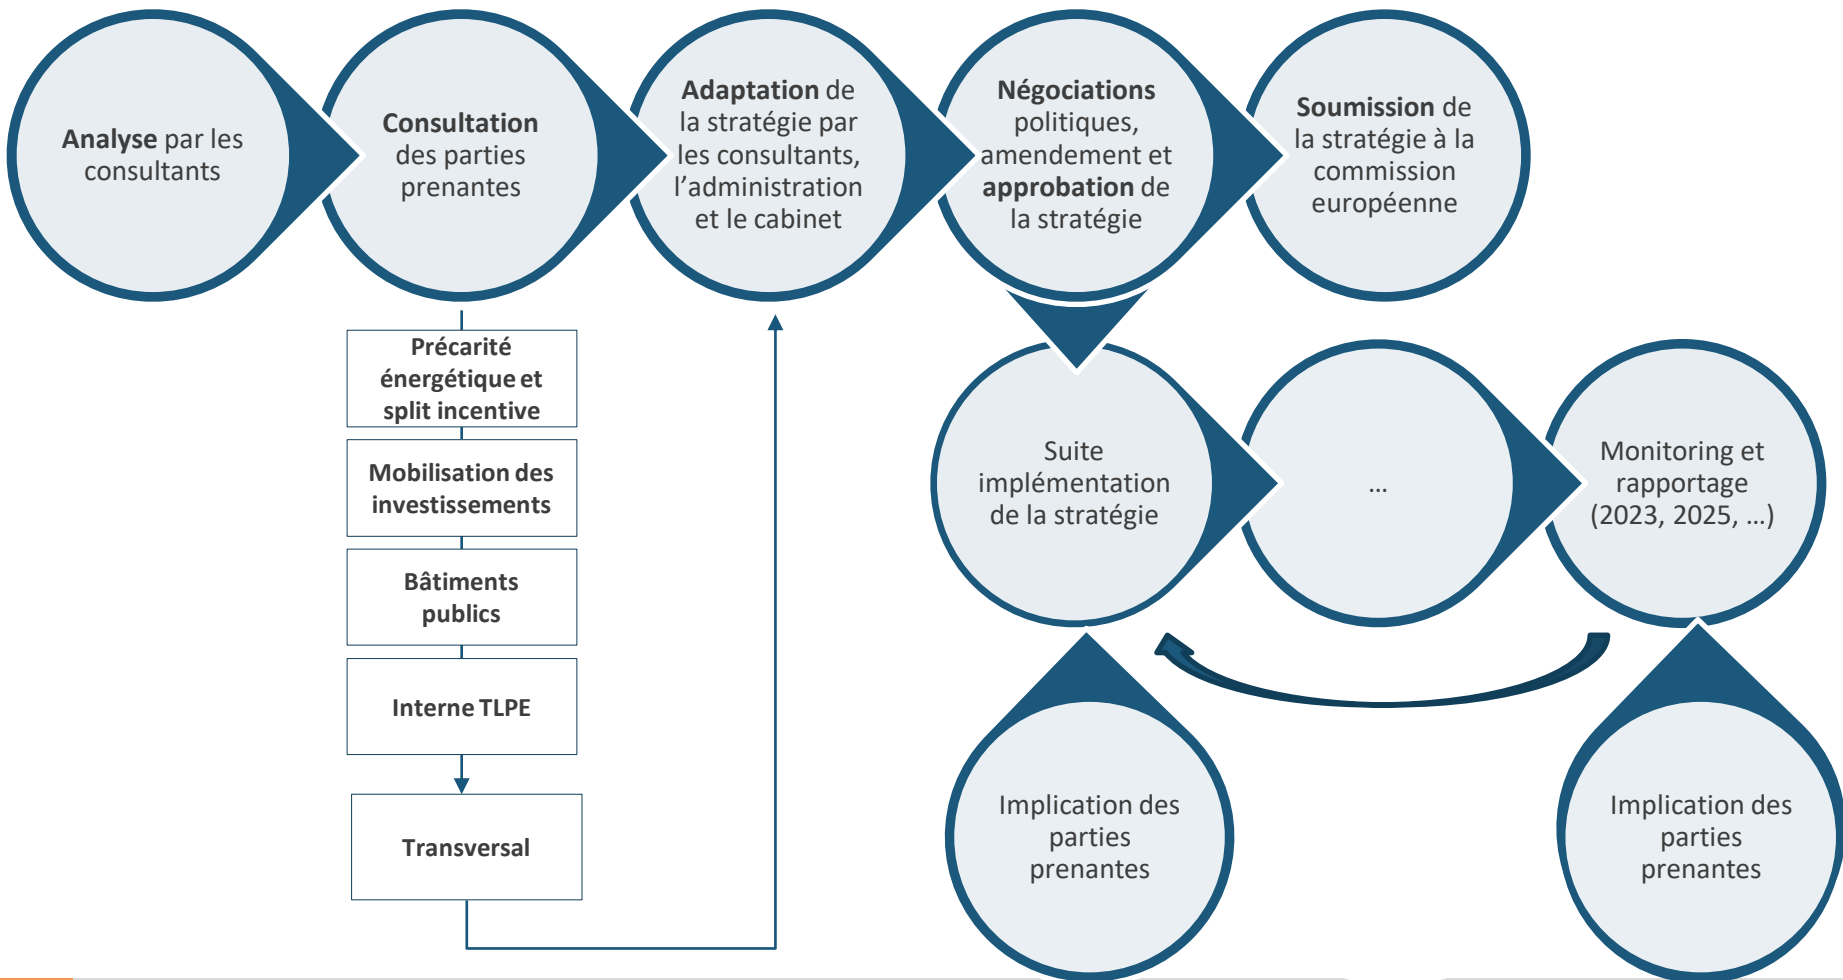 Analyse par les
consultants
Consultation
des parties
prenantes
Adaptation de
la stratégie par
les consultants,
l’administration
et le cabinet
Négociations
politiques,
amendement et
approbation de
la stratégie
Soumission de
la stratégie à la
commission
européenne
Précarité
énergétique et
split incentive
Mobilisation des
investissements
Bâtiments
publics
Interne TLPE
Transversal
Suite
implémentation
de la stratégie
...
Monitoring et
rapportage
(2023, 2025, ...)
Implication des
parties
prenantes
Implication des
parties
prenantes